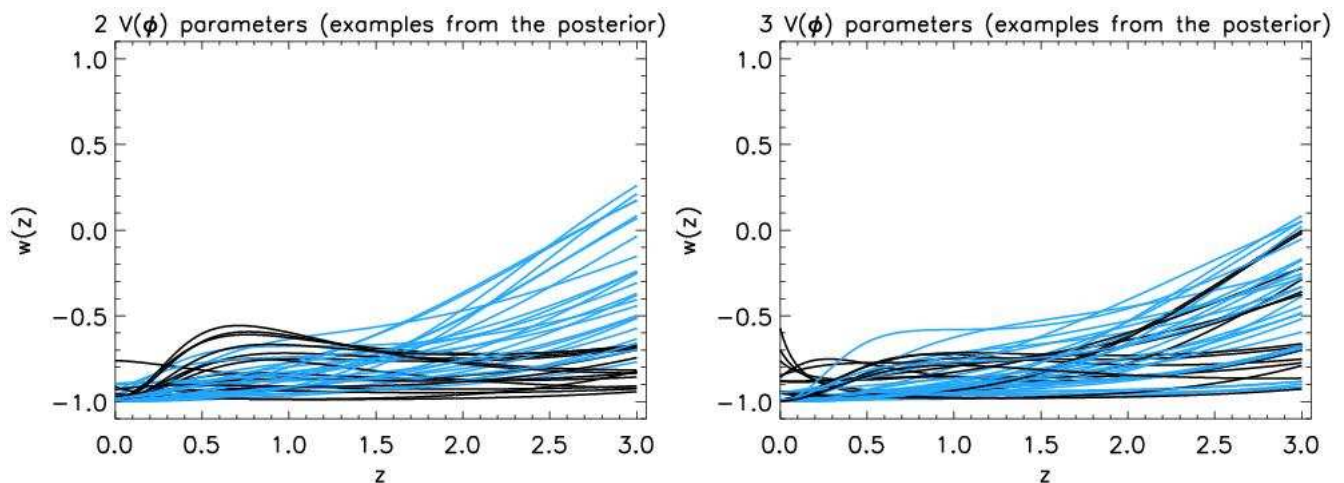 2 V(ϕ) parameters (examples from the posterior)
1.0
0.5
0.0
−0.5
−1.0
w(z)
0.0 0.5 1.0 1.5 2.0 2.5 3.0
z
3 V(ϕ) parameters (examples from the posterior)
1.0
0.5
0.0
−0.5
−1.0
w(z)
0.0 0.5 1.0 1.5 2.0 2.5 3.0
z